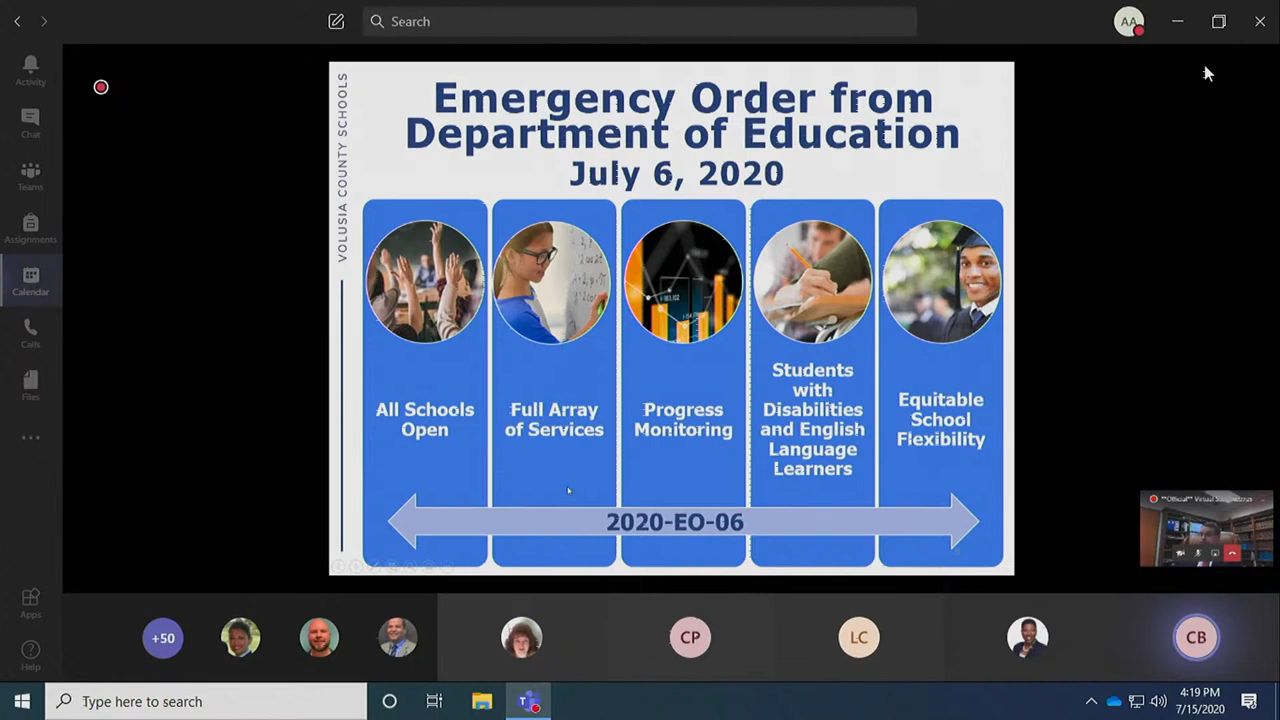 Search
AA
Activity
Chat
Teams
Assignments
Calendar
Calls
Files
Apps
Help
VOLUSIA COUNTY SCHOOLS
Emergency Order from
Department of Education
July 6, 2020
All Schools
Open
Full Array
of Services
Progress
Monitoring
Students
with
Disabilities
and English
Language
Learners
Equitable
School
Flexibility
2020-EO-06
**Official** Virtual
+50
CP
LC
CB
Type here to search
4:19 PM
7/15/2020